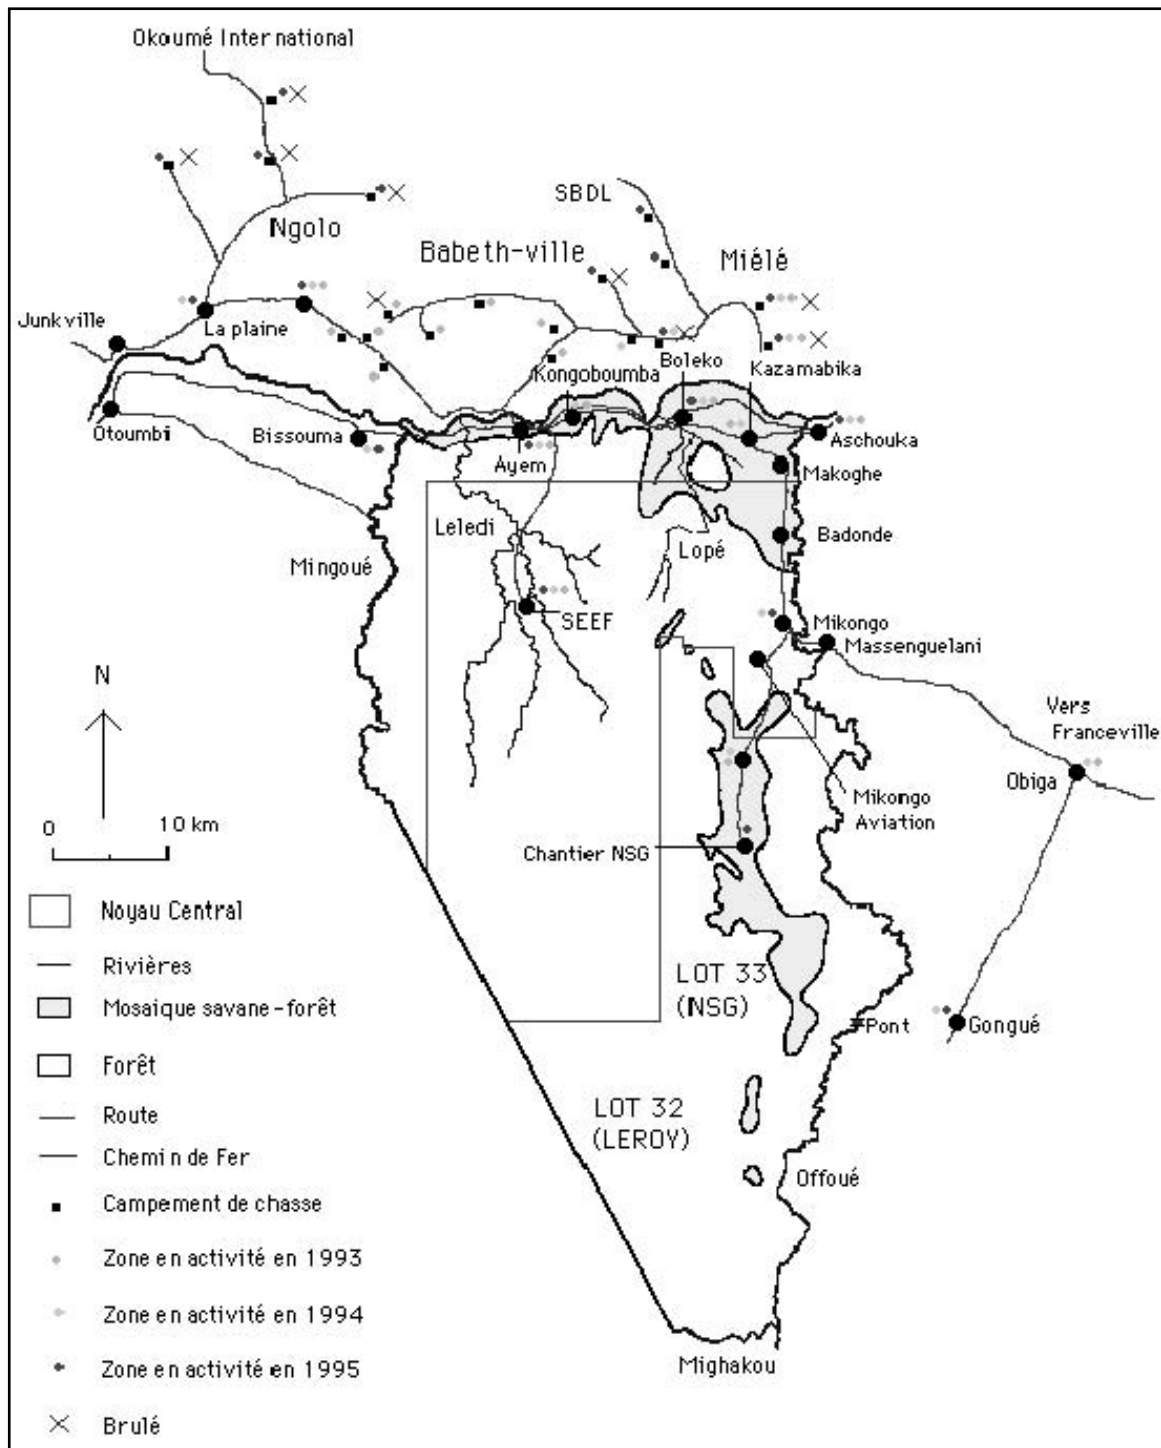 Okoumé International
SBDL
Ngolo
Babeth-ville
Miélé
Junkville
La plaine
Kongoboumba
Boleko
Kazamabika
Otoumbi
Bissouma
Ayem
Aschouka
Makoghe
Leledi
Lopé
Badonde
Mingoué
SEEF
Mikongo
Massenguelani
N
Vers
Franceville
Obiga
Mikongo
Aviation
0 10 km
Chantier NSG
Noyau Central
Rivières
LOT 33
(NSG)
Mosaique savane-forêt
Pont
Gongué
Forêt
Route
LOT 32
(LEROY)
Chemin de Fer
Offoué
Campement de chasse
Zone en activité en 1993
Zone en activité en 1994
Zone en activité en 1995
Mighakou
Brulé